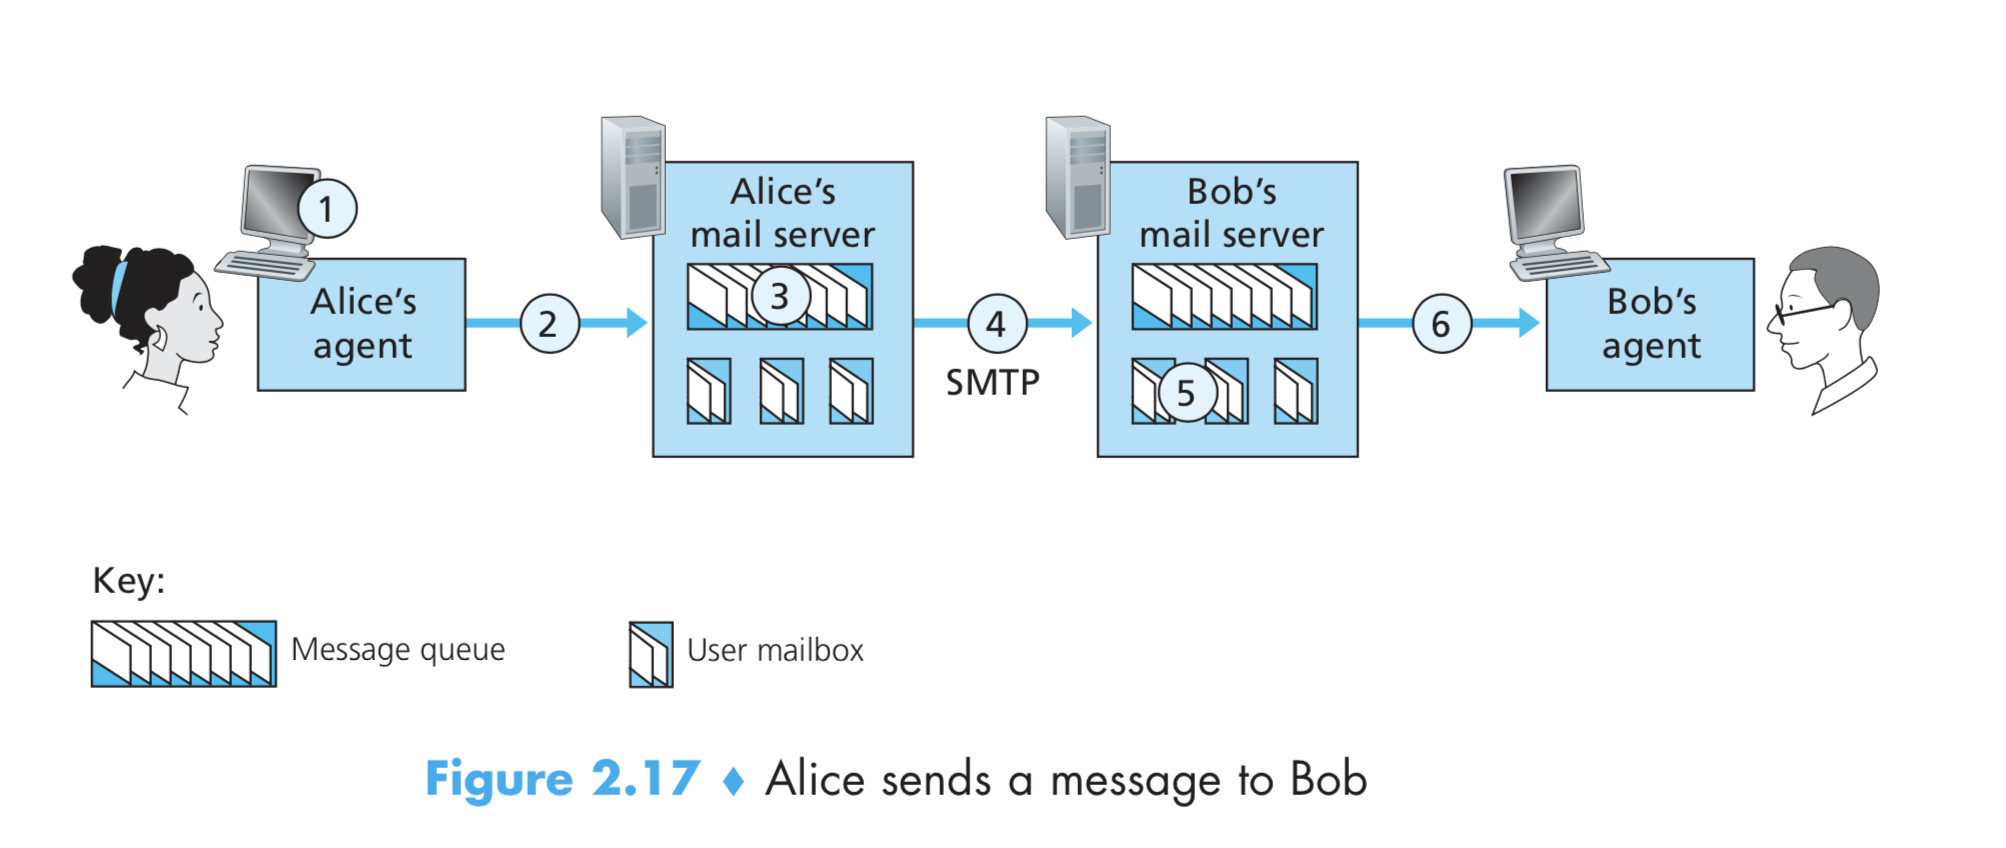 1
Alice's
agent
2
Alice's
mail server
3
4
SMTP
Bob's
mail server
5
6
Bob's
agent
Key:
Message queue
User mailbox
Figure 2.17 ♦ Alice sends a message to Bob